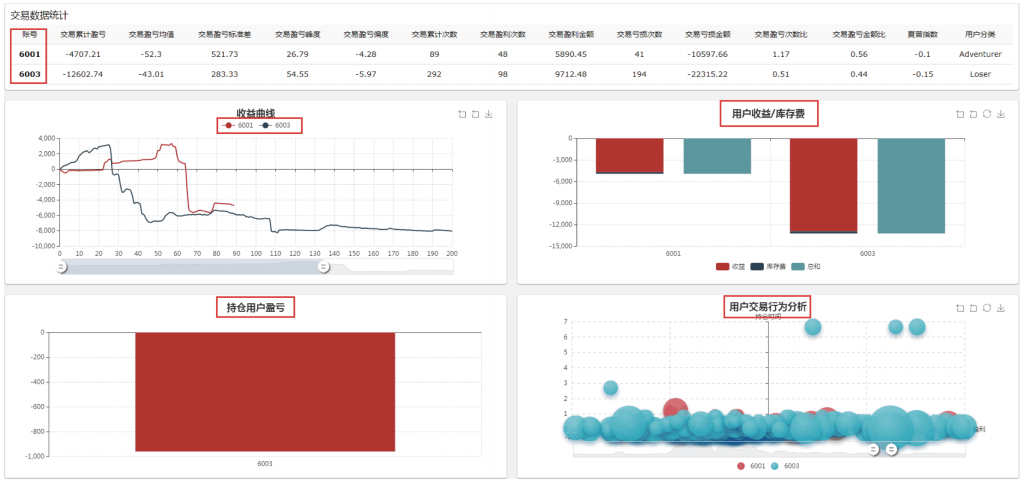 交易数据统计
账号 交易累计盈亏 交易盈亏均值 交易盈亏标准差 交易盈亏峰度 交易盈亏偏度 交易累计次数 交易盈利次数 交易盈利金额 交易亏损次数 交易亏损金额 交易盈亏次数比 交易盈亏金额比 夏普指数 用户分类
6001 -4707.21 -52.3 521.73 26.79 -4.28 89 48 5890.45 41 -10597.66 1.17 0.56 -0.1 Adventurer
6003 -12602.74 -43.01 283.33 54.55 -5.97 292 98 9712.48 194 -22315.22 0.51 0.44 -0.15 Loser
收益曲线
6001 6003
4,000
2,000
0
-2,000
-4,000
-6,000
-8,000
-10,000
0 10 20 30 40 50 60 70 80 90 100 110 120 130 140 150 160 170 180 190 200
用户收益/库存费
0
-3,000
-6,000
-9,000
-12,000
-15,000
6001 6003
收益 库存费 总和
持仓用户盈亏
0
-200
-400
-600
-800
-1,000
6003
用户交易行为分析
持仓时间
7
6
5
4
3
2
1
盈利
6001 6003